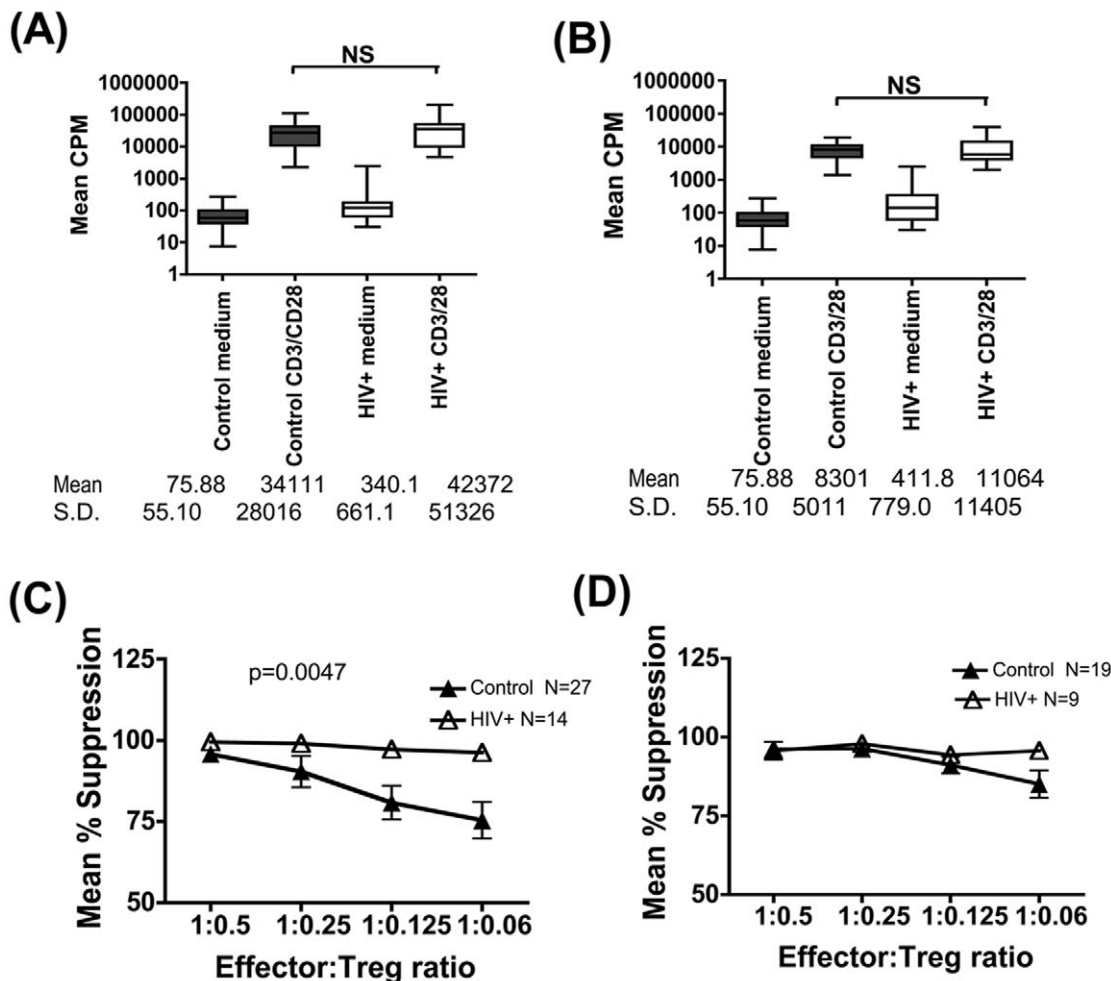 (A)
NS
Mean CPM
1000000
100000
10000
1000
100
10
1
Control medium
Control CD3/CD28
HIV+ medium
HIV+ CD3/28
Mean 75.88 34111 340.1 42372
S.D. 55.10 28016 661.1 51326
(B)
NS
Mean CPM
1000000
100000
10000
1000
100
10
1
Control medium
Control CD3/28
HIV+ medium
HIV+ CD3/28
Mean 75.88 8301 411.8 11064
S.D. 55.10 5011 779.0 11405
(C)
Mean % Suppression
125
100
75
50
p=0.0047
Control N=27
HIV+ N=14
1:0.5 1:0.25 1:0.125 1:0.06
Effector:Treg ratio
(D)
Mean % Suppression
125
100
75
50
Control N=19
HIV+ N=9
1:0.5 1:0.25 1:0.125 1:0.06
Effector:Treg ratio